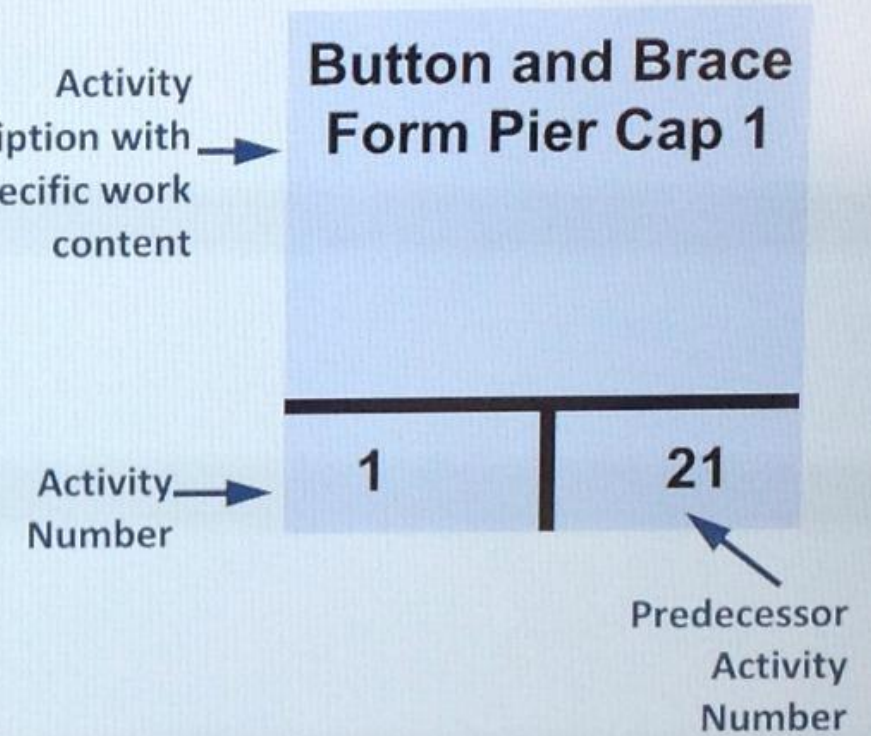 Button and Brace
Form Pier Cap 1
Activity
iption with
ecific work
content
1
21
Activity
Number
Predecessor
Activity
Number